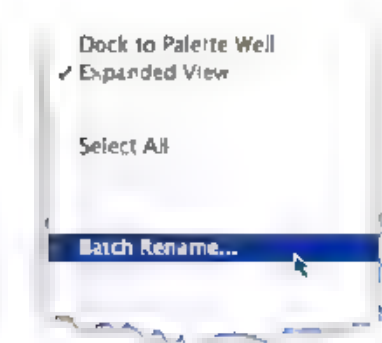 Dock to Palette Well
✓ Expanded View
Select All
Batch Rename...